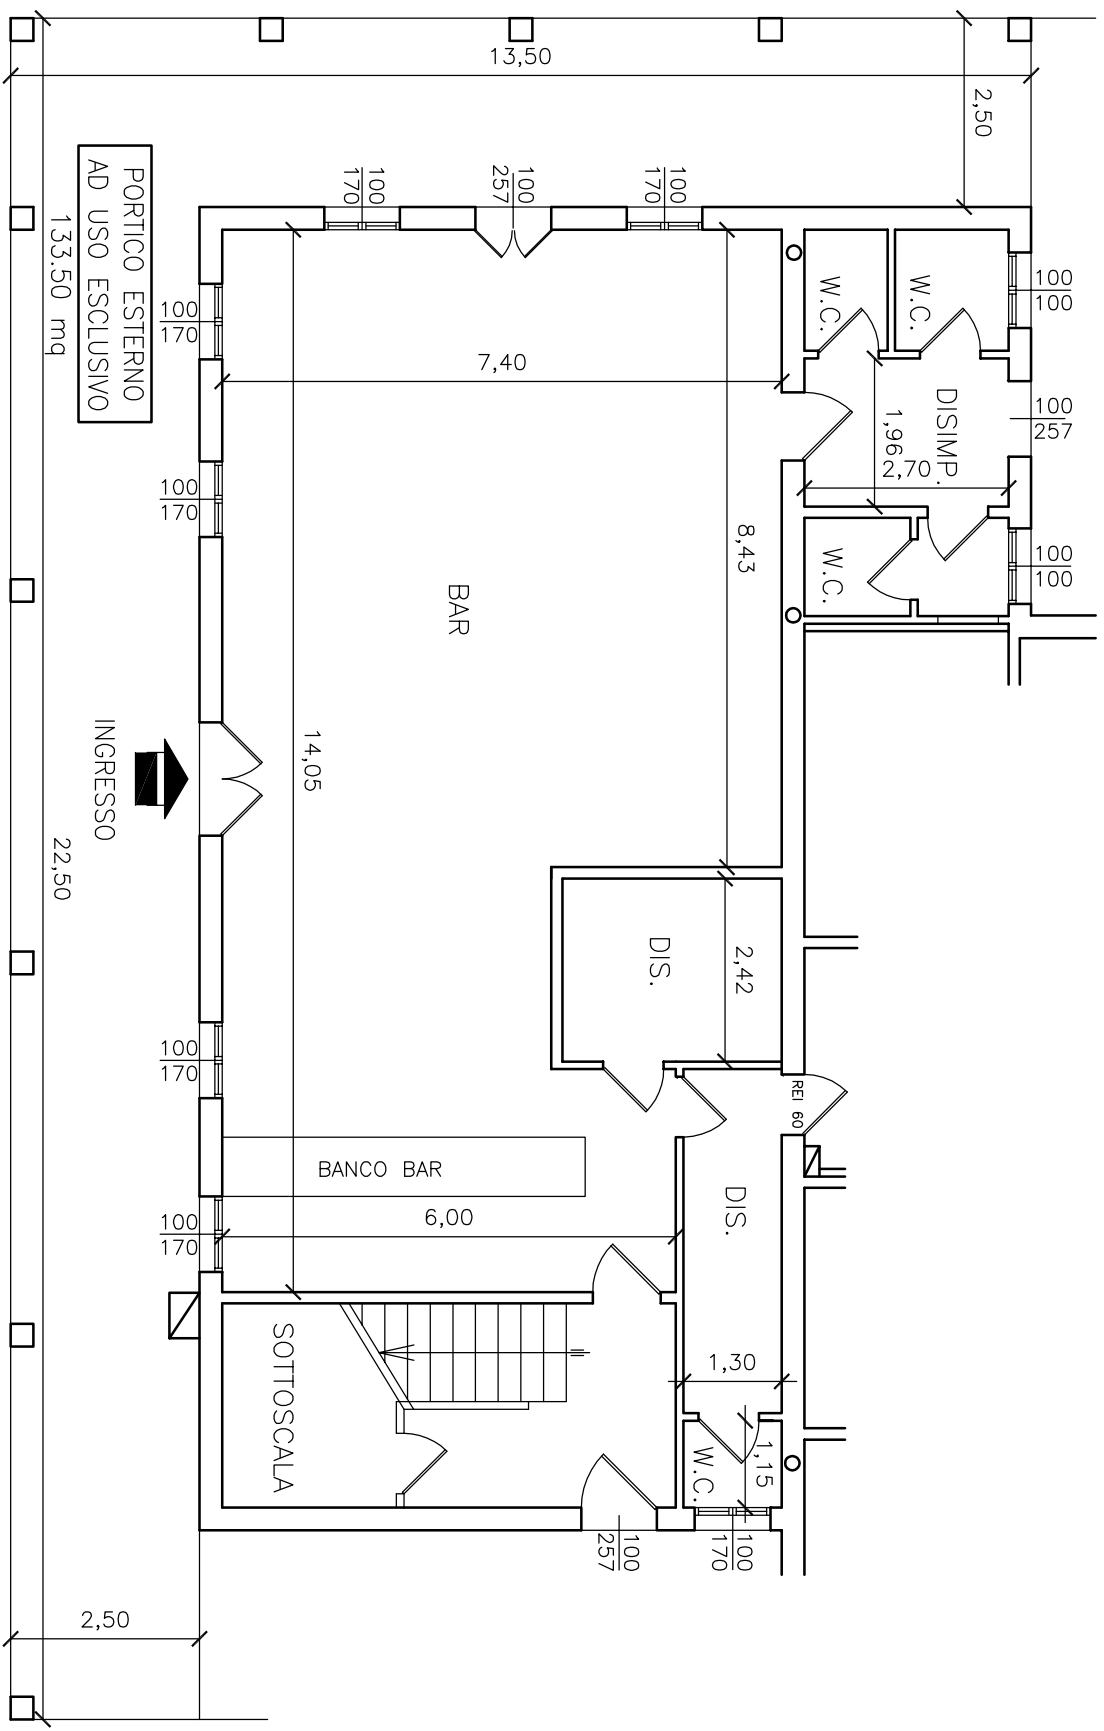 13,50
2,50
100
170
100
257
100
170
PORTICO ESTERNO
AD USO ESCLUSIVO
133.50 mq
W.C.
W.C.
100
100
100
170
7,40
DISIMP.
1,96
2,70
100
257
100
170
8,43
W.C.
100
100
BAR
INGRESSO
14,05
22,50
DIS.
2,42
100
170
REI 60
BANCO BAR
DIS.
6,00
100
170
SOTTOSCALA
1,30
W.C.
1,15
100
257
100
170
2,50